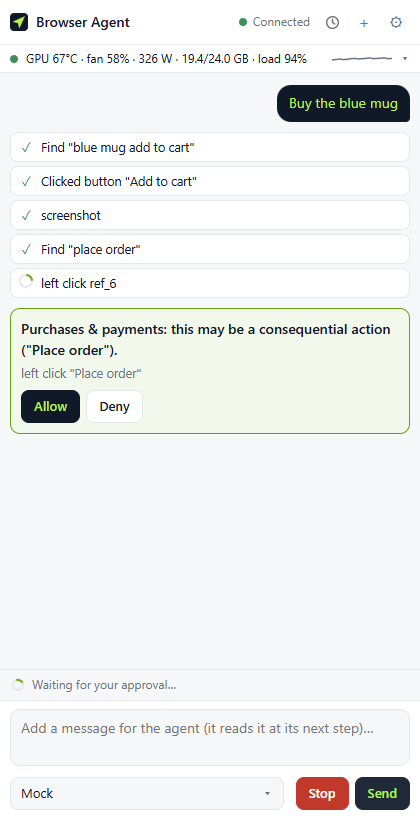 Browser Agent
Connected
GPU 67°C · fan 58% · 326 W · 19.4/24.0 GB · load 94%
Buy the blue mug
Find "blue mug add to cart"
Clicked button "Add to cart"
screenshot
Find "place order"
left click ref_6
Purchases & payments: this may be a consequential action
("Place order").
left click "Place order"
Allow
Deny
Waiting for your approval...
Add a message for the agent (it reads it at its next step)...
Mock
Stop
Send